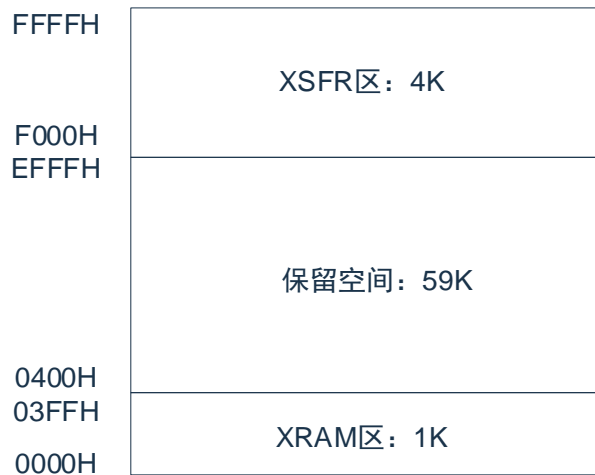 FFFFH
XSFR区：4K
F000H
EFFFH
保留空间：59K
0400H
03FFH
XRAM区：1K
0000H